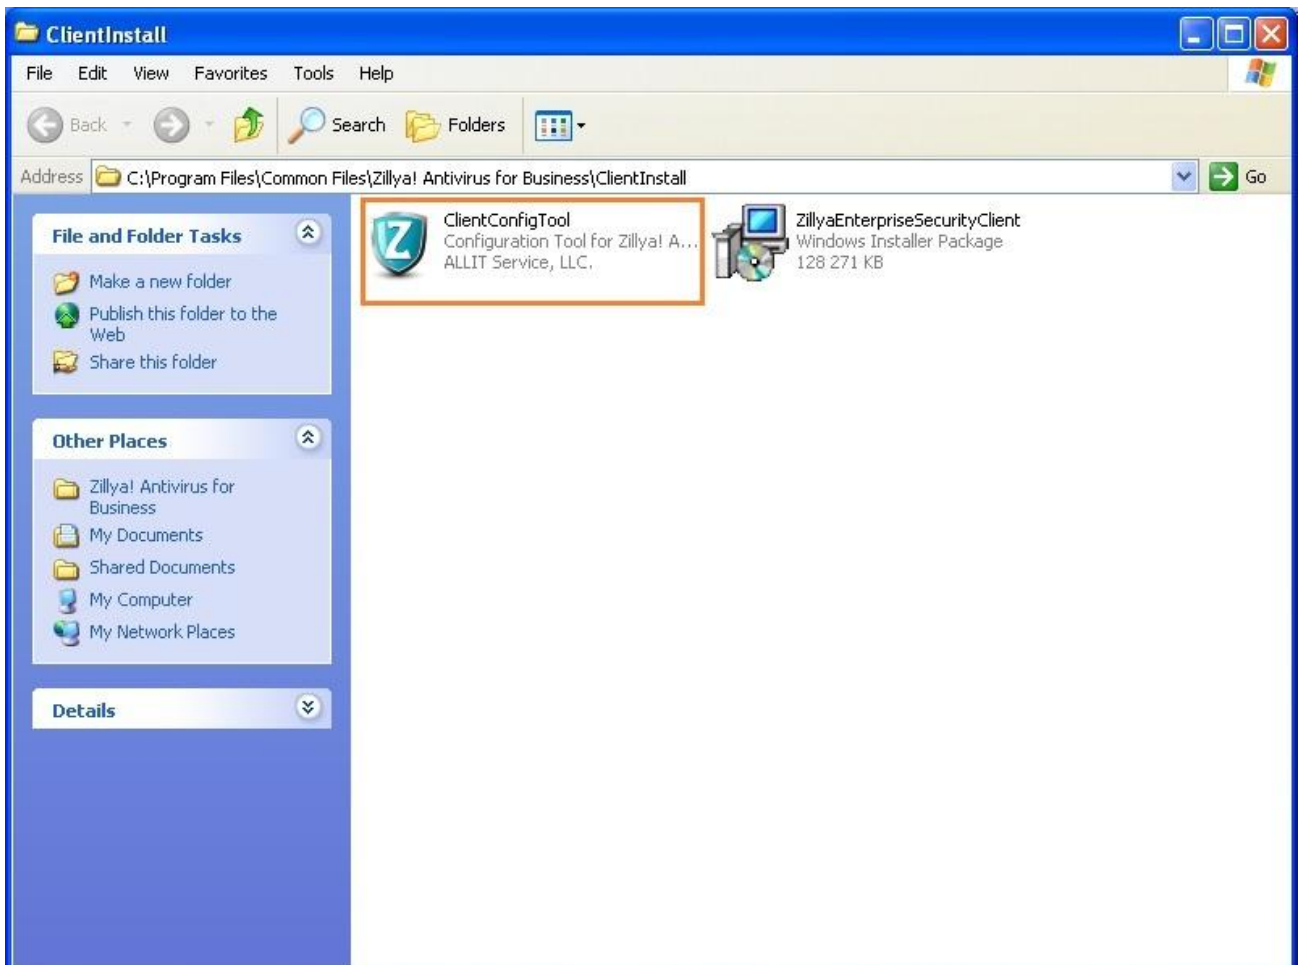 ClientInstall
File Edit View Favorites Tools Help
Back Search Folders
Address C:\Program Files\Common Files\Zillya! Antivirus for Business\ClientInstall Go
File and Folder Tasks
Make a new folder
Publish this folder to the
Web
Share this folder
Other Places
Zillya! Antivirus for
Business
My Documents
Shared Documents
My Computer
My Network Places
Details
ClientConfigTool
Configuration Tool for Zillya! A...
ALLIT Service, LLC.
ZillyaEnterpriseSecurityClient
Windows Installer Package
128 271 KB